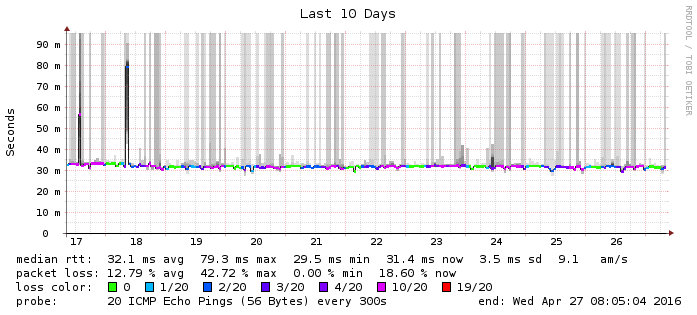 Last 10 Days
RRDTOOL / TOBI OETIKER
Seconds
90 m
80 m
70 m
60 m
50 m
40 m
30 m
20 m
10 m
0
17 18 19 20 21 22 23 24 25 26
median rtt: 32.1 ms avg 79.3 ms max 29.5 ms min 31.4 ms now 3.5 ms sd 9.1 am/s
packet loss: 12.79 % avg 42.72 % max 0.00 % min 18.60 % now
loss color: 0 1/20 2/20 3/20 4/20 10/20 19/20
probe: 20 ICMP Echo Pings (56 Bytes) every 300s end: Wed Apr 27 08:05:04 2016